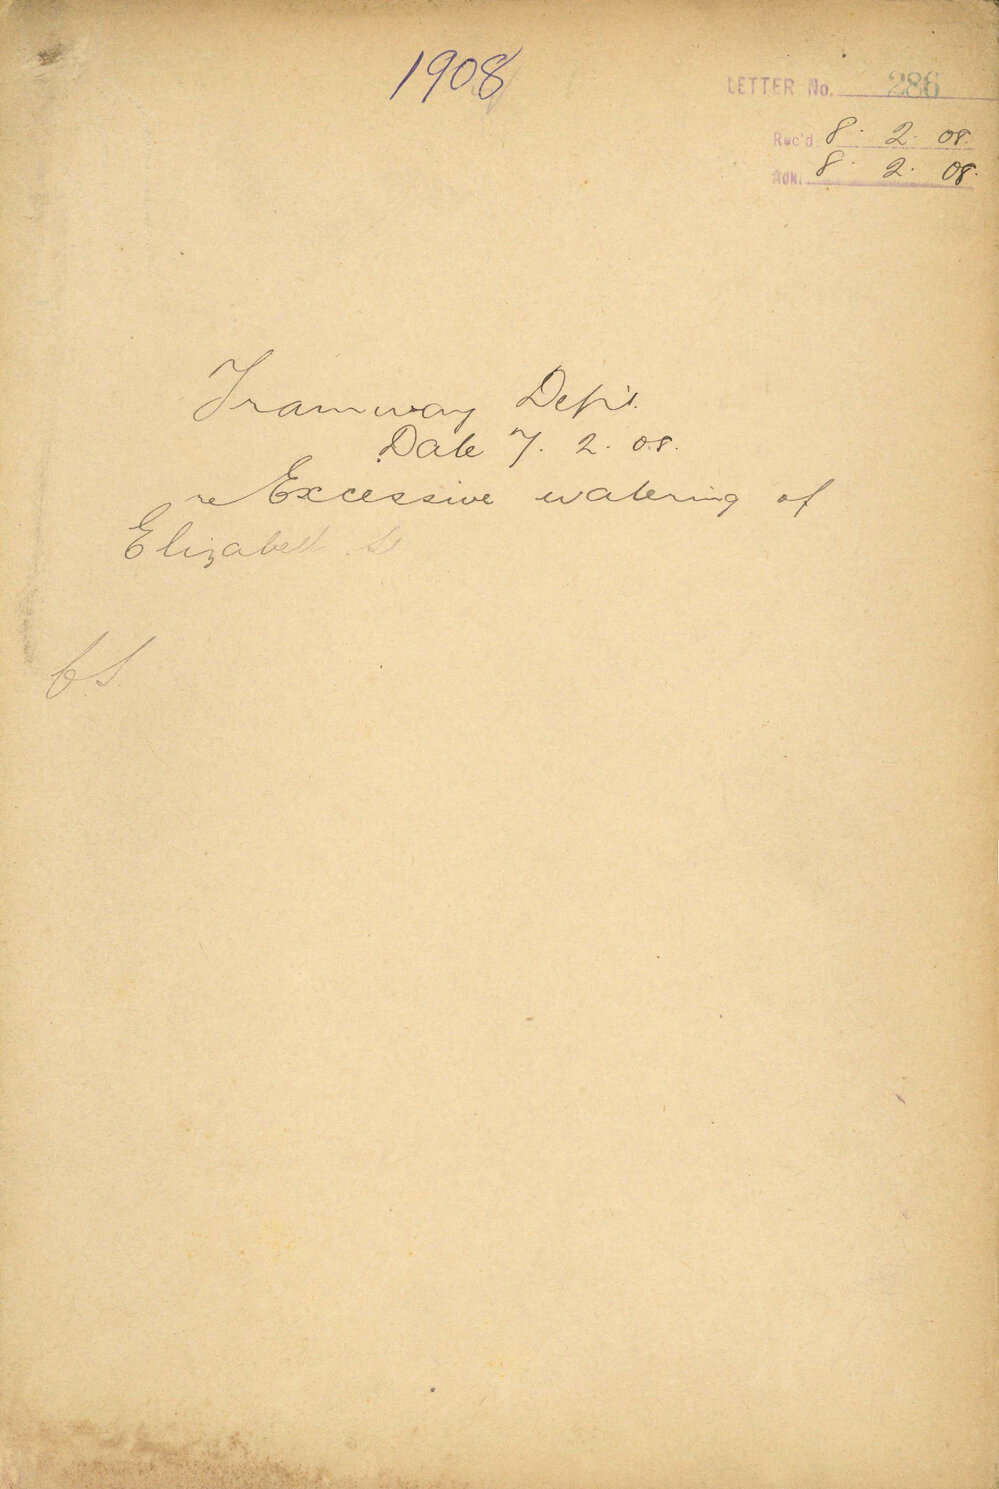 1908
LETTER No. 286
Rec'd 8. 2. 08.
Ack. 8. 2. 08.
Tramway Dept.
Date 7. 2. 08.
re Excessive watering of
Elizabeth St